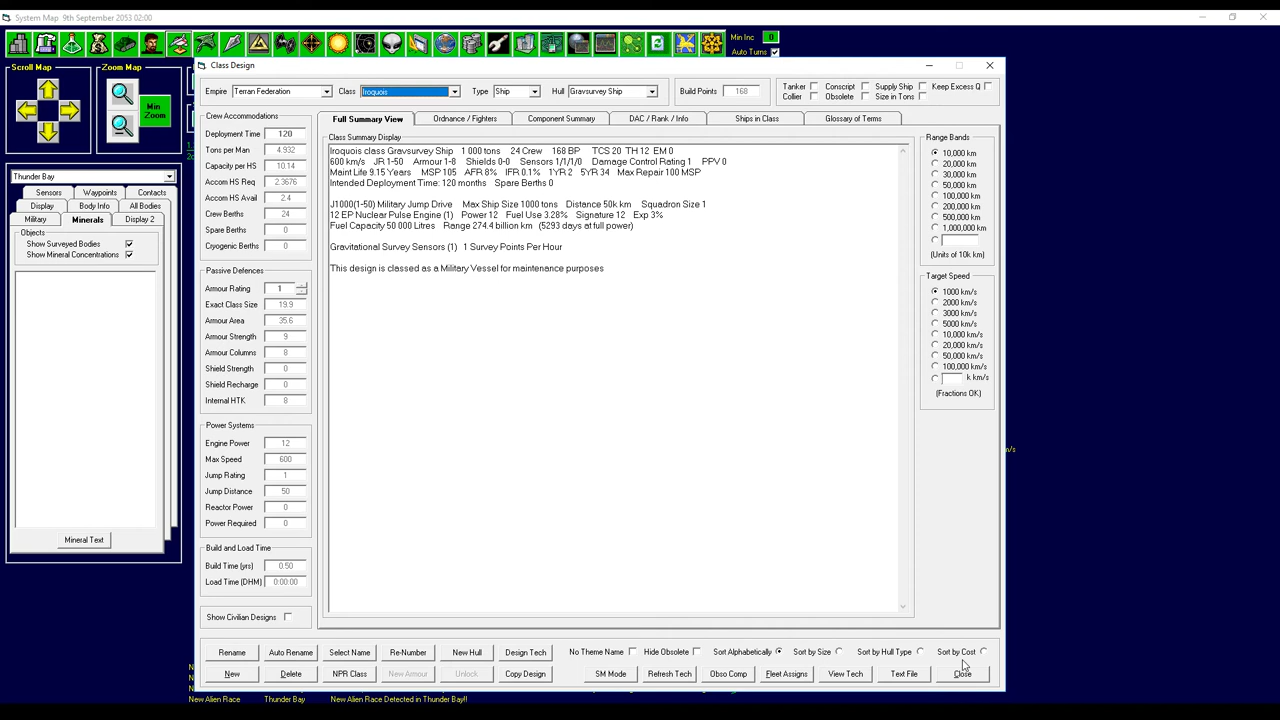 System Map   9th September 2053 02:00
Min Inc 0
Auto Turns
Scroll Map
Zoom Map
Min Zoom
Thunder Bay
Sensors Waypoints Contacts
Display Body Info All Bodies
Military Minerals Display 2
Objects
Show Surveyed Bodies
Show Mineral Concentrations
Mineral Text
Class Design
Empire Terran Federation Class Iroquois Type Ship Hull Gravsurvey Ship Build Points 168
Tanker Conscript Supply Ship Keep Excess Q
Collier Obsolete Size in Tons
Crew Accommodations
Deployment Time 120
Tons per Man 4.932
Capacity per HS 10.14
Accom HS Req 2.3676
Accom HS Avail 2.4
Crew Berths 24
Spare Berths 0
Cryogenic Berths 0
Passive Defences
Armour Rating 1
Exact Class Size 19.9
Armour Area 35.6
Armour Strength 9
Armour Columns 8
Shield Strength 0
Shield Recharge 0
Internal HTK 8
Power Systems
Engine Power 12
Max Speed 600
Jump Rating 1
Jump Distance 50
Reactor Power 0
Power Required 0
Build and Load Time
Build Time (yrs) 0.50
Load Time (DHM) 0:00:00
Show Civilian Designs
Full Summary View Ordnance / Fighters Component Summary DAC / Rank / Info Ships in Class Glossary of Terms
Class Summary Display
Iroquois class Gravsurvey Ship    1 000 tons    24 Crew    168 BP    TCS 20  TH 12  EM 0
600 km/s    JR 1-50    Armour 1-8    Shields 0-0    Sensors 1/1/1/0    Damage Control Rating 1    PPV 0
Maint Life 9.15 Years    MSP 105    AFR 8%    IFR 0.1%    1YR 2    5YR 34    Max Repair 100 MSP
Intended Deployment Time: 120 months    Spare Berths 0
J1000(1-50) Military Jump Drive    Max Ship Size 1000 tons    Distance 50k km    Squadron Size 1
12 EP Nuclear Pulse Engine (1)    Power 12    Fuel Use 3.28%    Signature 12    Exp 3%
Fuel Capacity 50 000 Litres    Range 274.4 billion km   (5293 days at full power)
Gravitational Survey Sensors (1)   1 Survey Points Per Hour
This design is classed as a Military Vessel for maintenance purposes
Range Bands
10,000 km
20,000 km
30,000 km
50,000 km
100,000 km
200,000 km
500,000 km
1,000,000 km
(Units of 10k km)
Target Speed
1000 km/s
2000 km/s
3000 km/s
5000 km/s
10,000 km/s
20,000 km/s
50,000 km/s
100,000 km/s
k km/s
(Fractions OK)
m/s
Rename Auto Rename Select Name Re-Number New Hull Design Tech No Theme Name Hide Obsolete Sort Alphabetically Sort by Size Sort by Hull Type Sort by Cost
New Delete NPR Class New Armour Unlock Copy Design SM Mode Refresh Tech Obso Comp Fleet Assigns View Tech Text File Close
New Alien Race Thunder Bay New Alien Race Detected in Thunder Bay!!